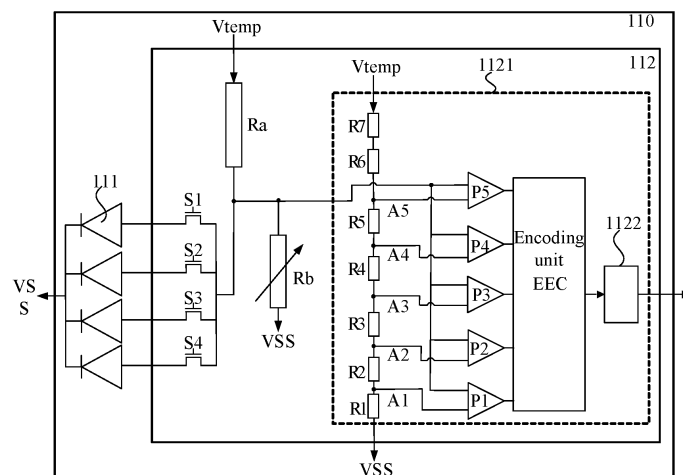 110
Vtemp
112
Vtemp
1121
R7
Ra
R6
111
S1
P5
A5
R5
1122
S2
P4
Encoding
unit
EEC
A4
R4
Rb
VS
S
S3
P3
A3
R3
VSS
S4
P2
A2
R2
P1
A1
R1
VSS